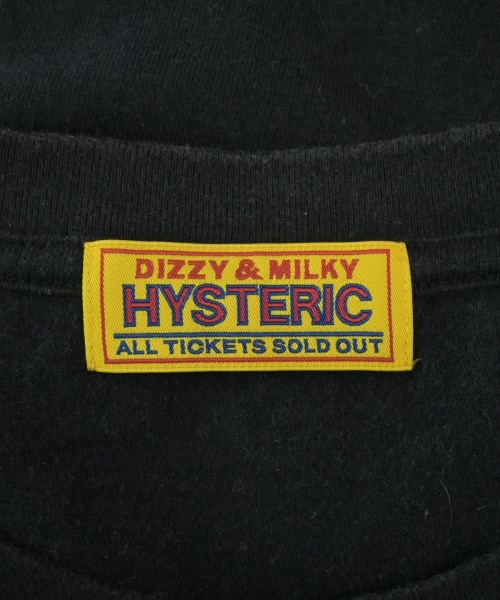 DIZZY & MILKY
HYSTERIC
ALL TICKETS SOLD OUT